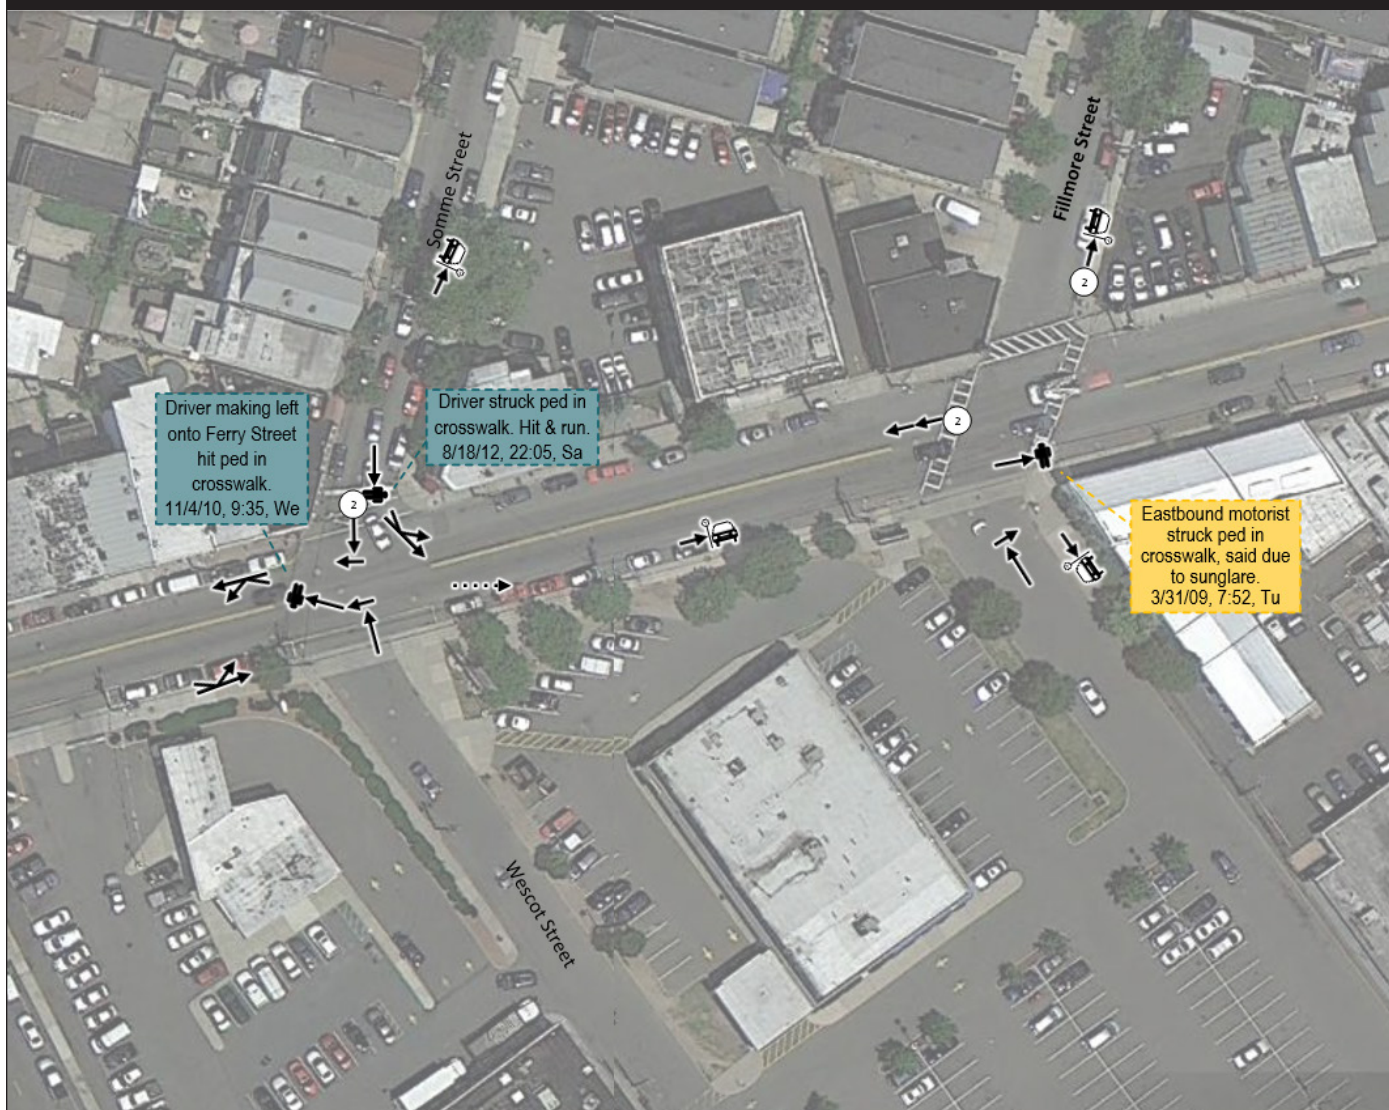 Somme Street
Fillmore Street
2
Driver making left
onto Ferry Street
hit ped in
crosswalk.
11/4/10, 9:35, We
Driver struck ped in
crosswalk. Hit & run.
8/18/12, 22:05, Sa
2
2
Eastbound motorist
struck ped in
crosswalk, said due
to sunglare.
3/31/09, 7:52, Tu
Wescot Street